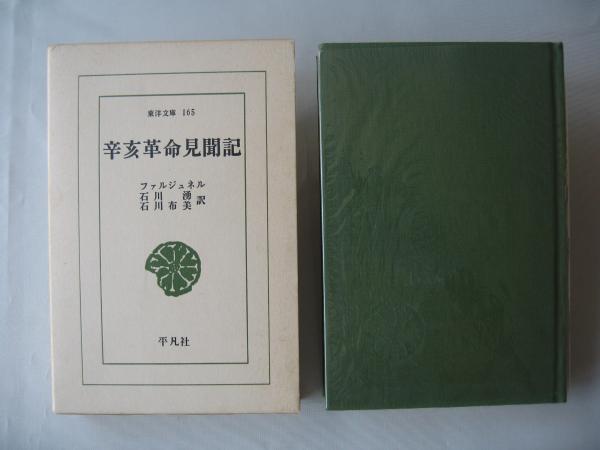 東洋文庫 165
辛亥革命見聞記
ファルジュネル
石川 湧
石川布美 訳
平凡社